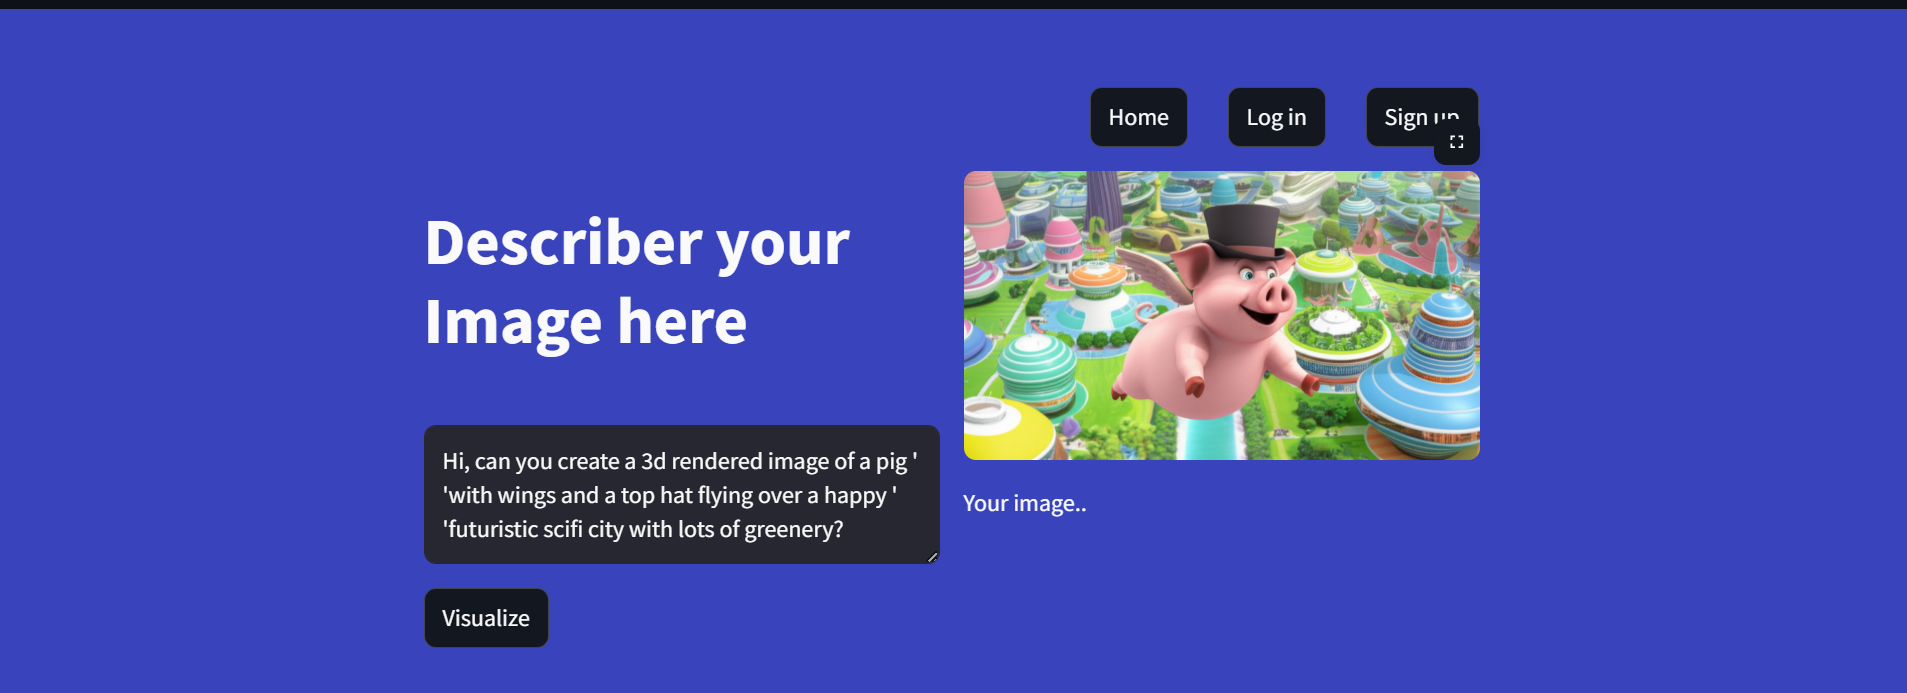 Home
Log in
Sign up
Describer your
Image here
Hi, can you create a 3d rendered image of a pig '
'with wings and a top hat flying over a happy '
'futuristic scifi city with lots of greenery?
Your image..
Visualize